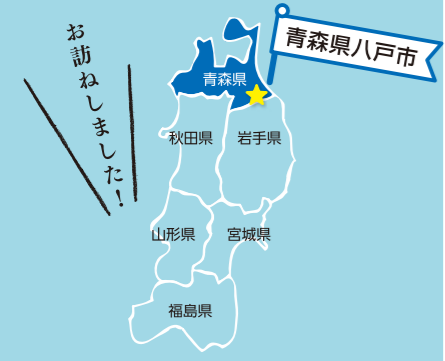 お訪ねしました！
青森県八戸市
青森県
秋田県
岩手県
山形県
宮城県
福島県